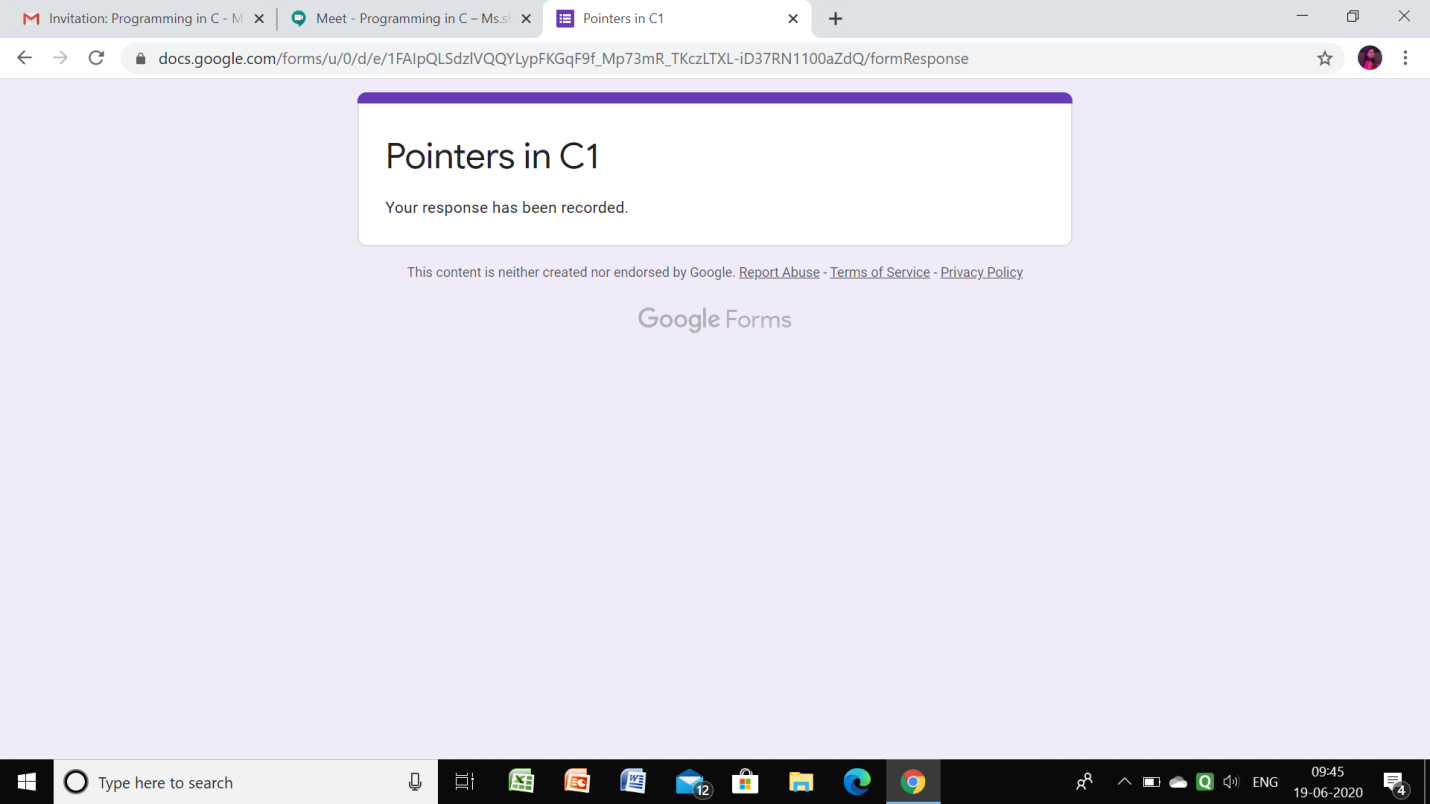 Invitation: Programming in C - M
Meet - Programming in C – Ms.sh
Pointers in C1
docs.google.com/forms/u/0/d/e/1FAIpQLSdzlVQQYLypFKGqF9f_Mp73mR_TKczLTXL-iD37RN1100aZdQ/formResponse
Pointers in C1
Your response has been recorded.
This content is neither created nor endorsed by Google. Report Abuse - Terms of Service - Privacy Policy
Google Forms
Type here to search
12
ENG
09:45
19-06-2020
4